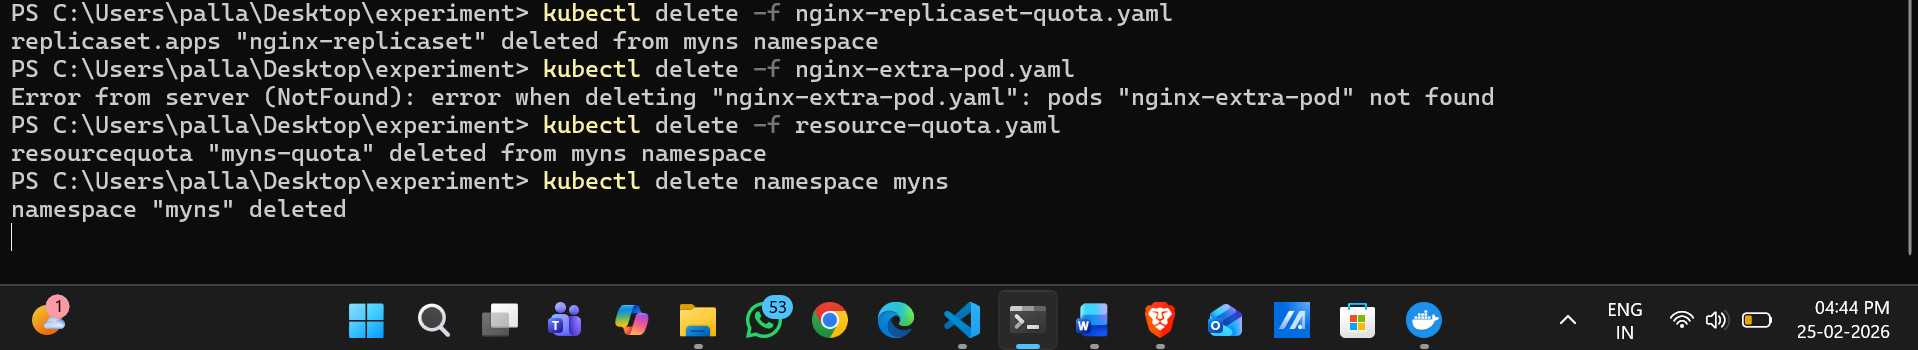 PS C:\Users\palla\Desktop\experiment> kubectl delete -f nginx-replicaset-quota.yaml
replicaset.apps "nginx-replicaset" deleted from myns namespace
PS C:\Users\palla\Desktop\experiment> kubectl delete -f nginx-extra-pod.yaml
Error from server (NotFound): error when deleting "nginx-extra-pod.yaml": pods "nginx-extra-pod" not found
PS C:\Users\palla\Desktop\experiment> kubectl delete -f resource-quota.yaml
resourcequota "myns-quota" deleted from myns namespace
PS C:\Users\palla\Desktop\experiment> kubectl delete namespace myns
namespace "myns" deleted
1
T
53
W
O
ENG
IN
04:44 PM
25-02-2026